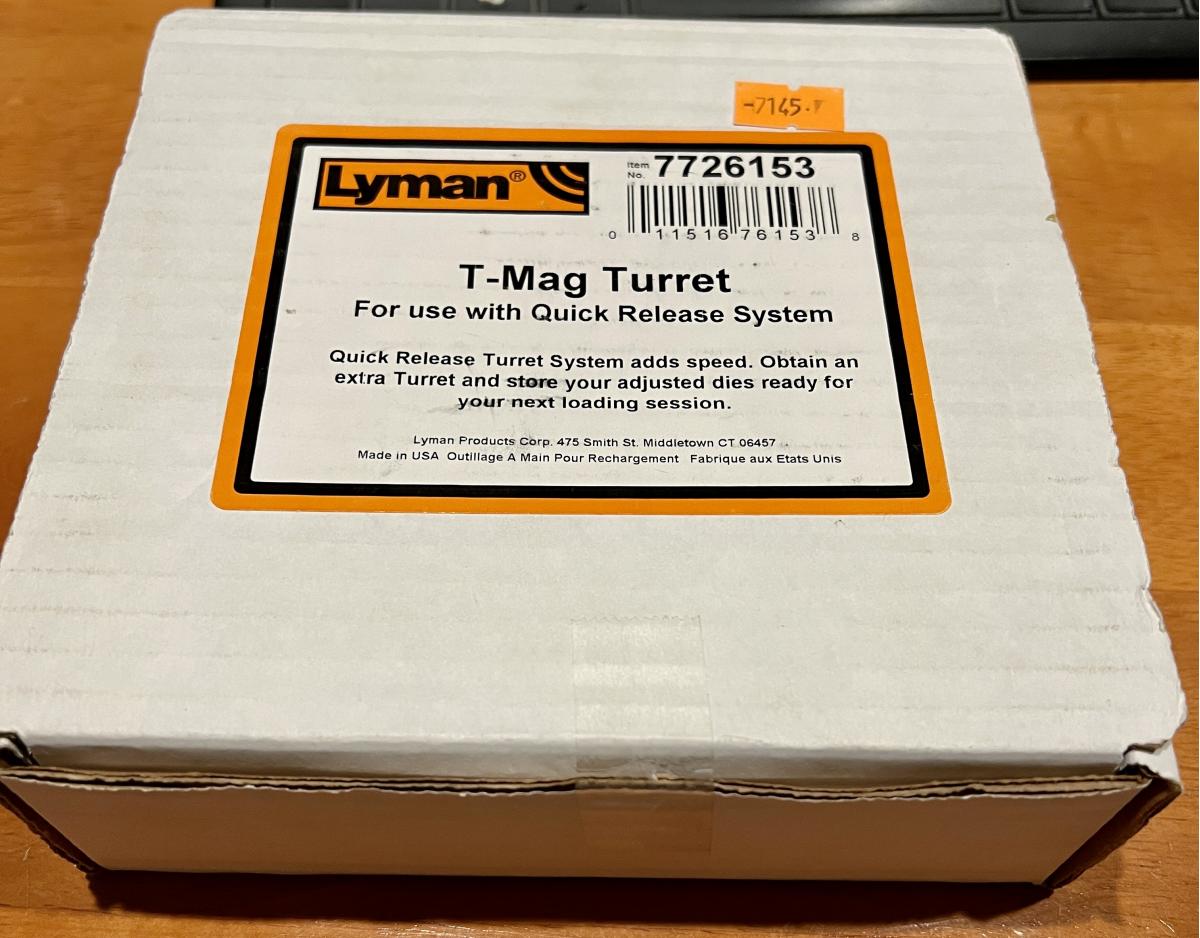 -7145.-
Lyman®
Item No. 7726153
0 11516 76153 8
T-Mag Turret
For use with Quick Release System
Quick Release Turret System adds speed. Obtain an
extra Turret and store your adjusted dies ready for
your next loading session.
Lyman Products Corp. 475 Smith St. Middletown CT 06457
Made in USA Outillage A Main Pour Rechargement Fabrique aux Etats Unis